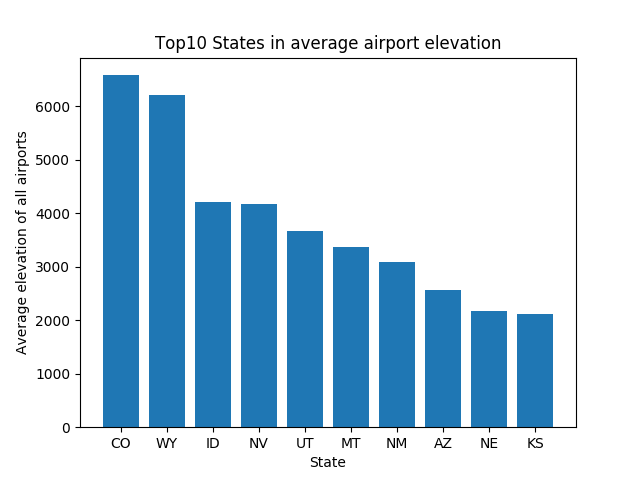 Top10 States in average airport elevation
Average elevation of all airports
6000
5000
4000
3000
2000
1000
0
CO WY ID NV UT MT NM AZ NE KS
State